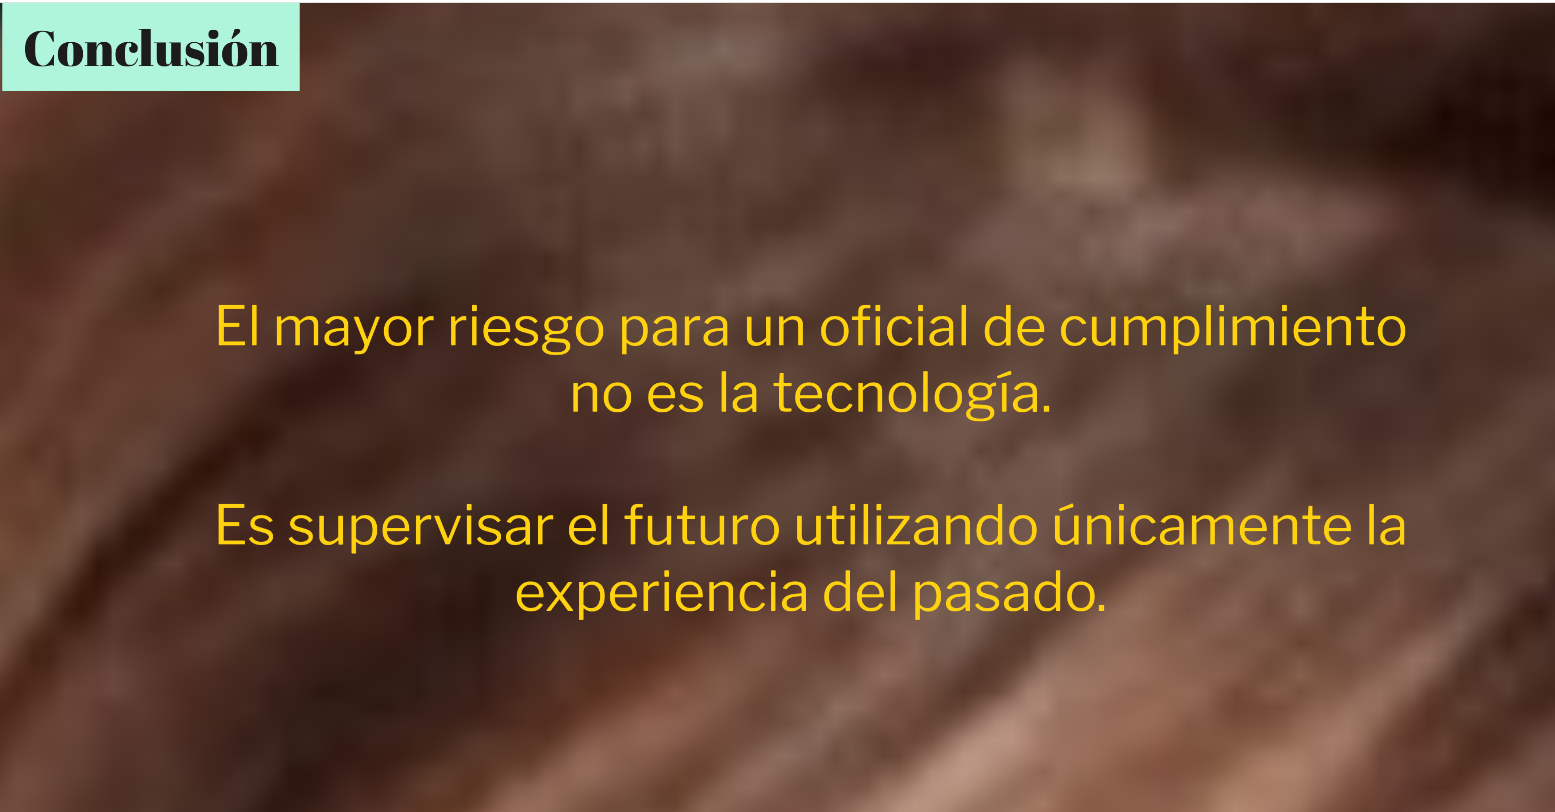 Conclusión
El mayor riesgo para un oficial de cumplimiento
no es la tecnología.
Es supervisar el futuro utilizando únicamente la
experiencia del pasado.